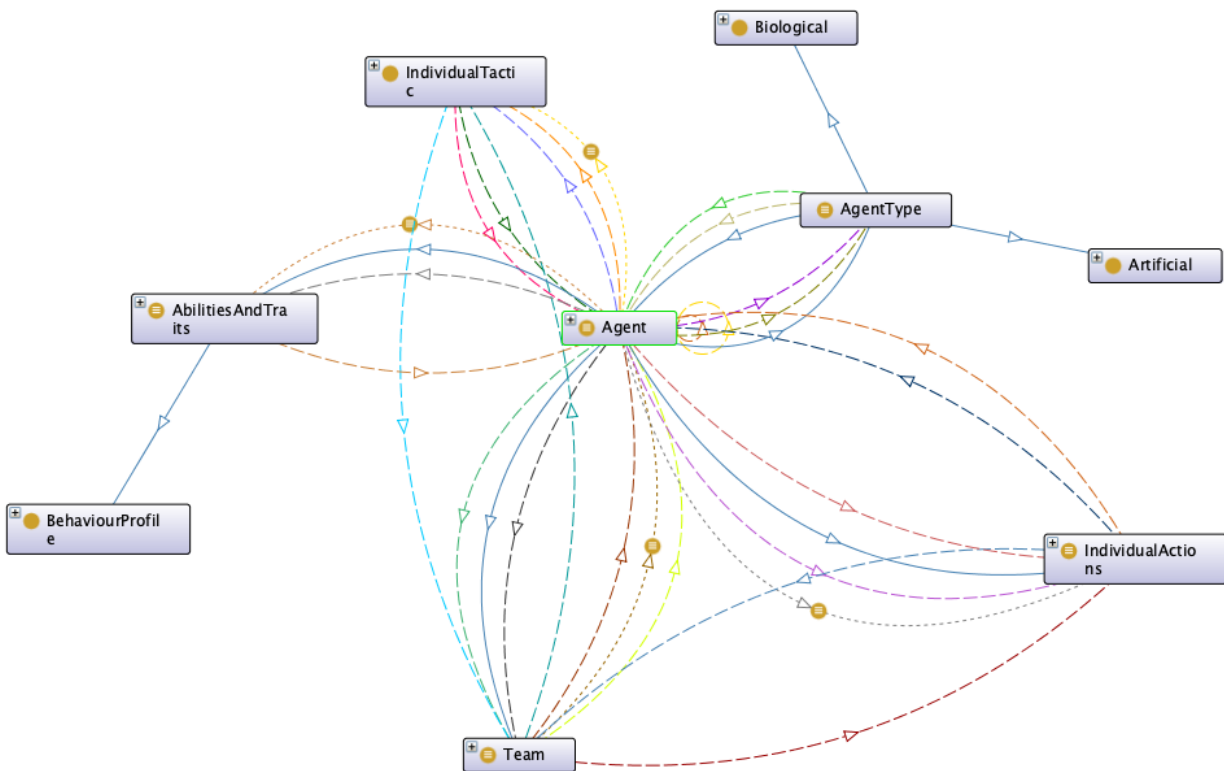 Biological
IndividualTacti
c
AgentType
Artificial
AbilitiesAndTra
its
Agent
BehaviourProfil
e
IndividualActio
ns
Team